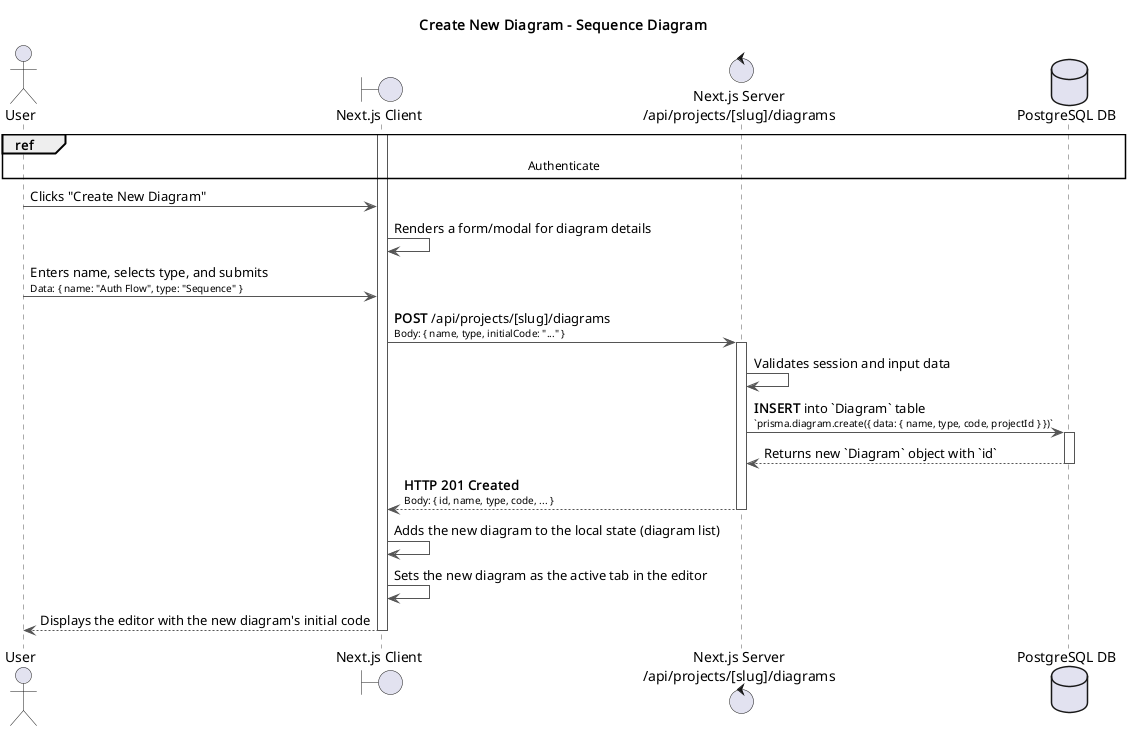 Create New Diagram - Sequence Diagram
User
Next.js Client
Next.js Server
/api/projects/[slug]/diagrams
PostgreSQL DB
ref
Authenticate
Clicks "Create New Diagram"
Renders a form/modal for diagram details
Enters name, selects type, and submits
Data: { name: "Auth Flow", type: "Sequence" }
POST /api/projects/[slug]/diagrams
Body: { name, type, initialCode: "..." }
Validates session and input data
INSERT into `Diagram` table
`prisma.diagram.create({ data: { name, type, code, projectId } })`
Returns new `Diagram` object with `id`
HTTP 201 Created
Body: { id, name, type, code, ... }
Adds the new diagram to the local state (diagram list)
Sets the new diagram as the active tab in the editor
Displays the editor with the new diagram's initial code
User
Next.js Client
Next.js Server
/api/projects/[slug]/diagrams
PostgreSQL DB